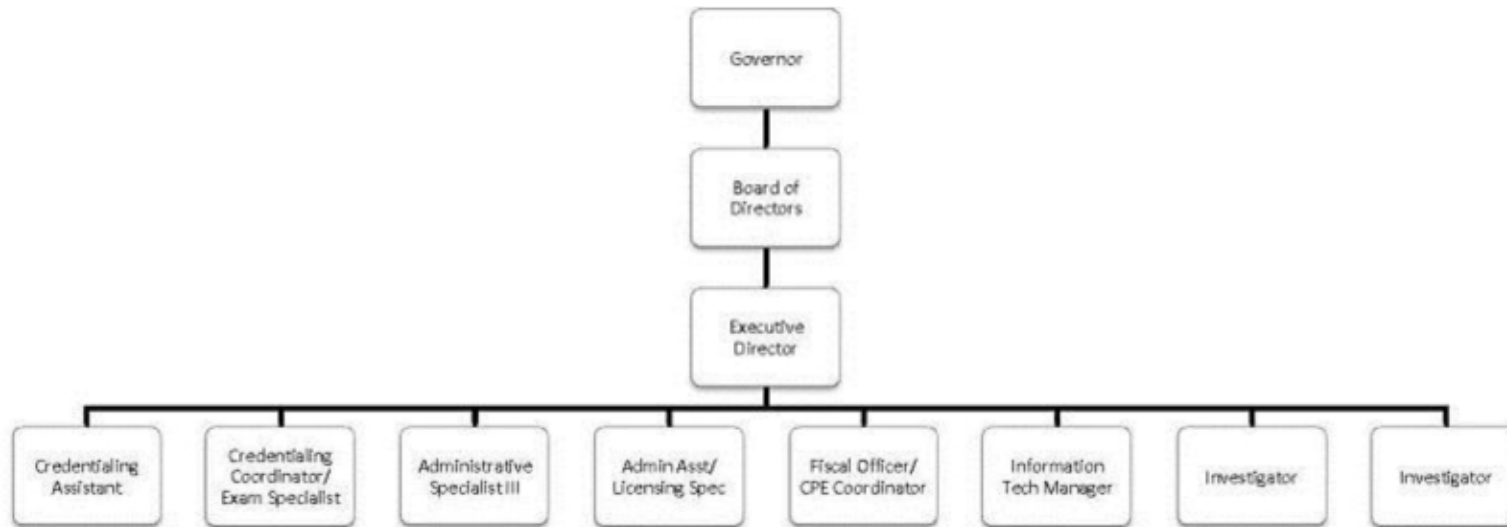 Governor
Board of
Directors
Executive
Director
Credentialing
Assistant
Credentialing
Coordinator/
Exam Specialist
Administrative
Specialist III
Admin Asst/
Licensing Spec
Fiscal Officer/
CPE Coordinator
Information
Tech Manager
Investigator
Investigator